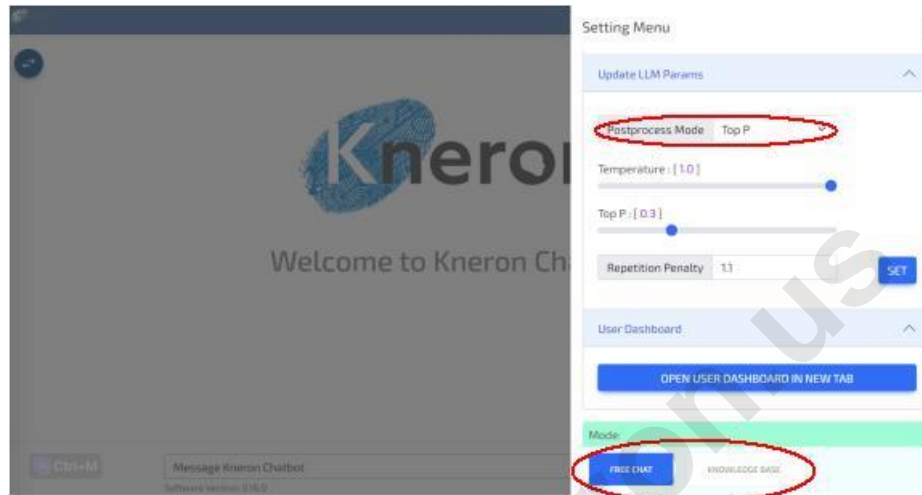 Setting Menu
Update LLM Params
Postprocess Mode Top P
Temperature : [ 1.0 ]
Top P : [ 0.3 ]
Repetition Penalty 1.1
SET
User Dashboard
OPEN USER DASHBOARD IN NEW TAB
Mode:
FREE CHAT KNOWLEDGE BASE
Knero
Welcome to Kneron Ch
Ctrl+M
Message Kneron Chatbot